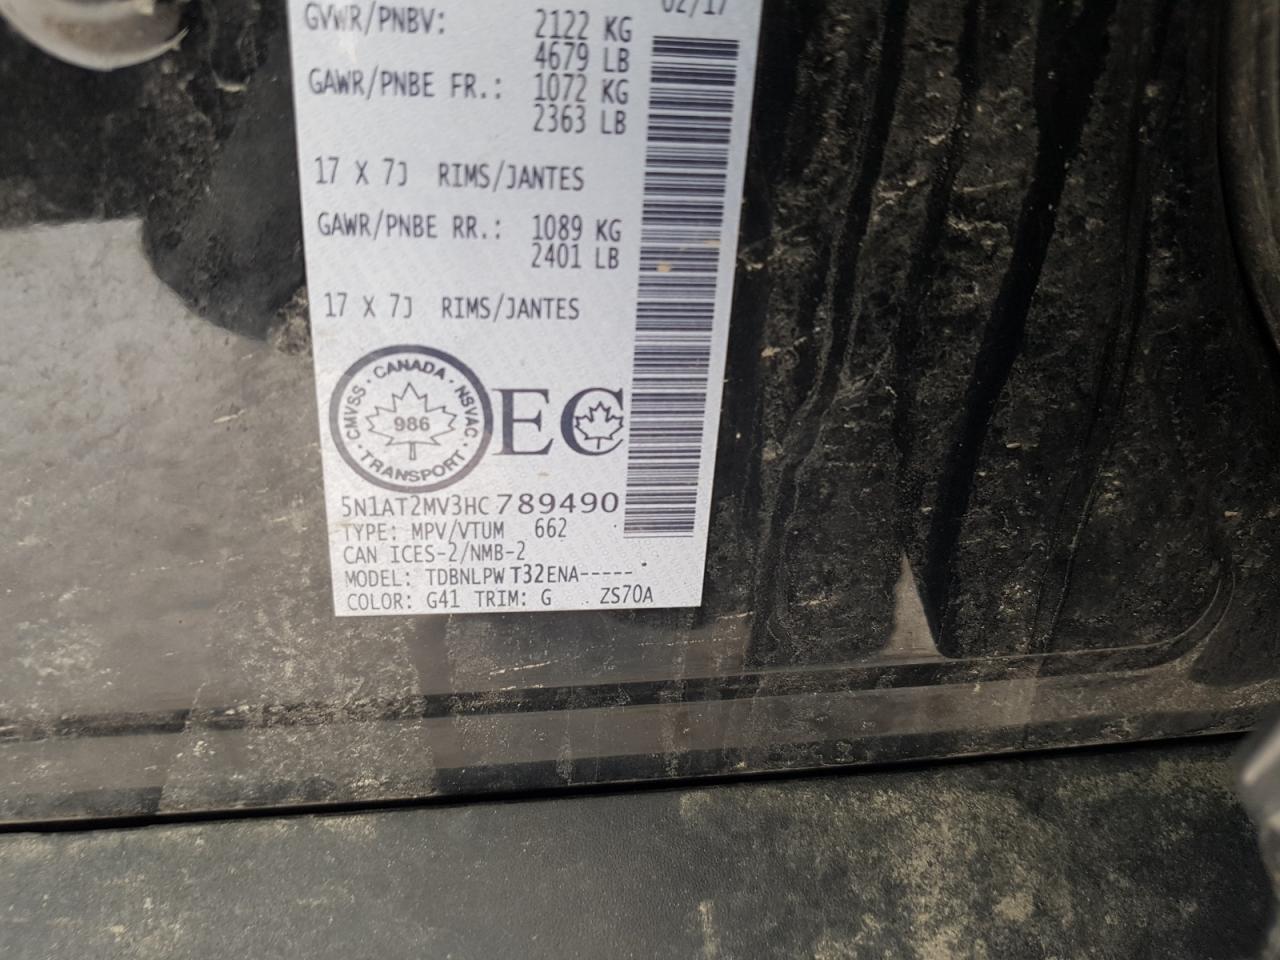 02/17
GVWR/PNBV: 2122 KG
4679 LB
GAWR/PNBE FR.: 1072 KG
2363 LB
17 X 7J RIMS/JANTES
GAWR/PNBE RR.: 1089 KG
2401 LB
17 X 7J RIMS/JANTES
CMVSS · CANADA · NSVAC · TRANSPORT ·
986
EC
5N1AT2MV3HC789490
TYPE: MPV/VTUM 662
CAN ICES-2/NMB-2
MODEL: TDBNLPWT32ENA-----
COLOR: G41 TRIM: G ZS70A